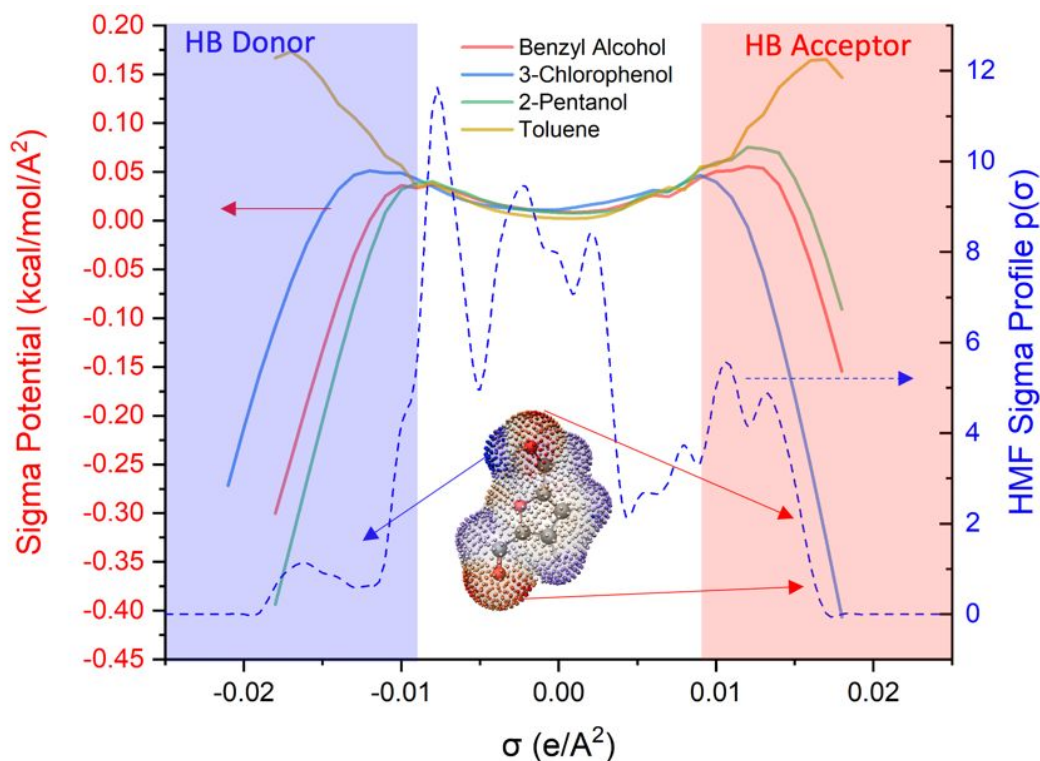 HB Donor
HB Acceptor
Benzyl Alcohol
3-Chlorophenol
2-Pentanol
Toluene
Sigma Potential (kcal/mol/A²)
0.20
0.15
0.10
0.05
0.00
-0.05
-0.10
-0.15
-0.20
-0.25
-0.30
-0.35
-0.40
-0.45
12
10
8
6
4
2
0
HMF Sigma Profile p(σ)
-0.02
-0.01
0.00
0.01
0.02
σ (e/A²)